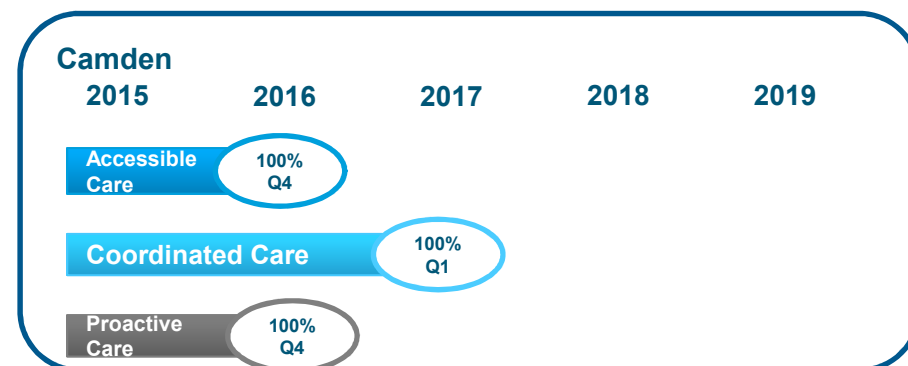 Camden
2015 2016 2017 2018 2019
Accessible
Care
100%
Q4
Coordinated Care
100%
Q1
Proactive
Care
100%
Q4